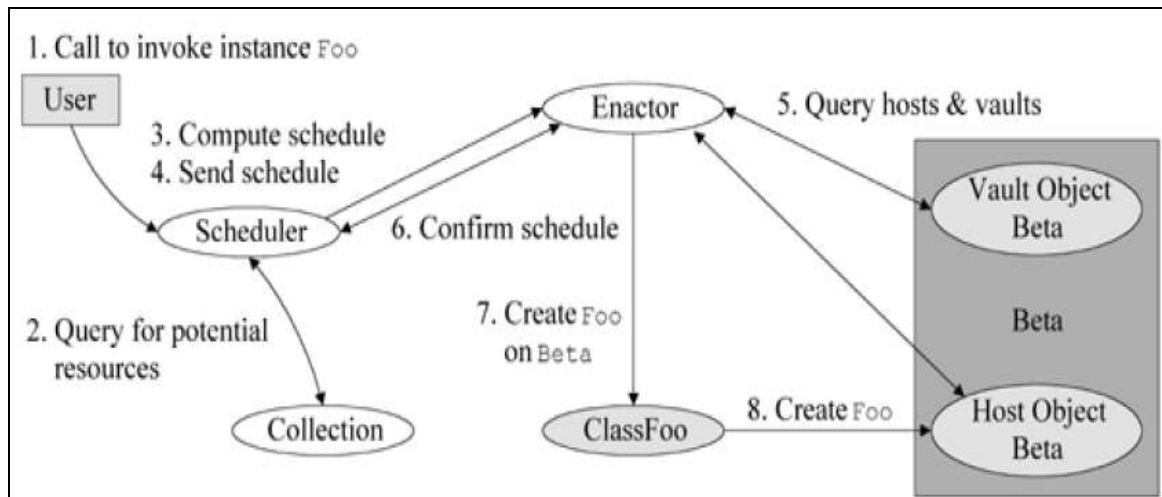 1. Call to invoke instance Foo
User
Enactor
5. Query hosts & vaults
3. Compute schedule
4. Send schedule
Vault Object
Beta
Scheduler
6. Confirm schedule
2. Query for potential
resources
7. Create Foo
on Beta
Beta
Collection
ClassFoo
8. Create Foo
Host Object
Beta